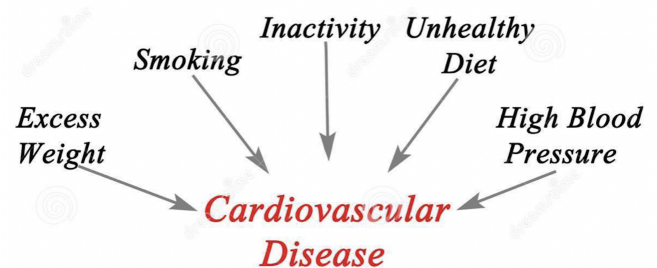 Inactivity
Unhealthy
Diet
Smoking
Excess
Weight
High Blood
Pressure
Cardiovascular
Disease